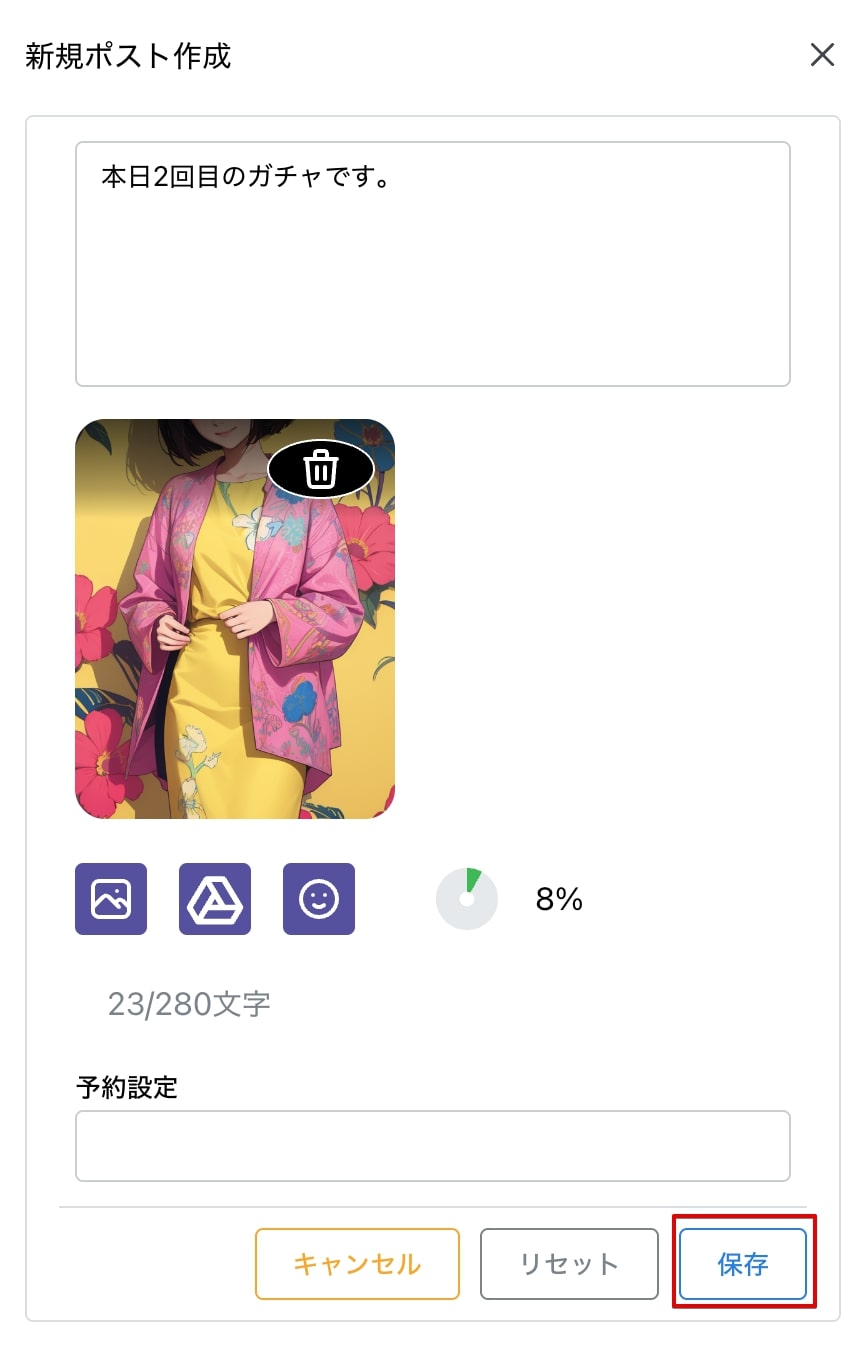 新規ポスト作成
本日2回目のガチャです。
8%
23/280文字
予約設定
キャンセル
リセット
保存